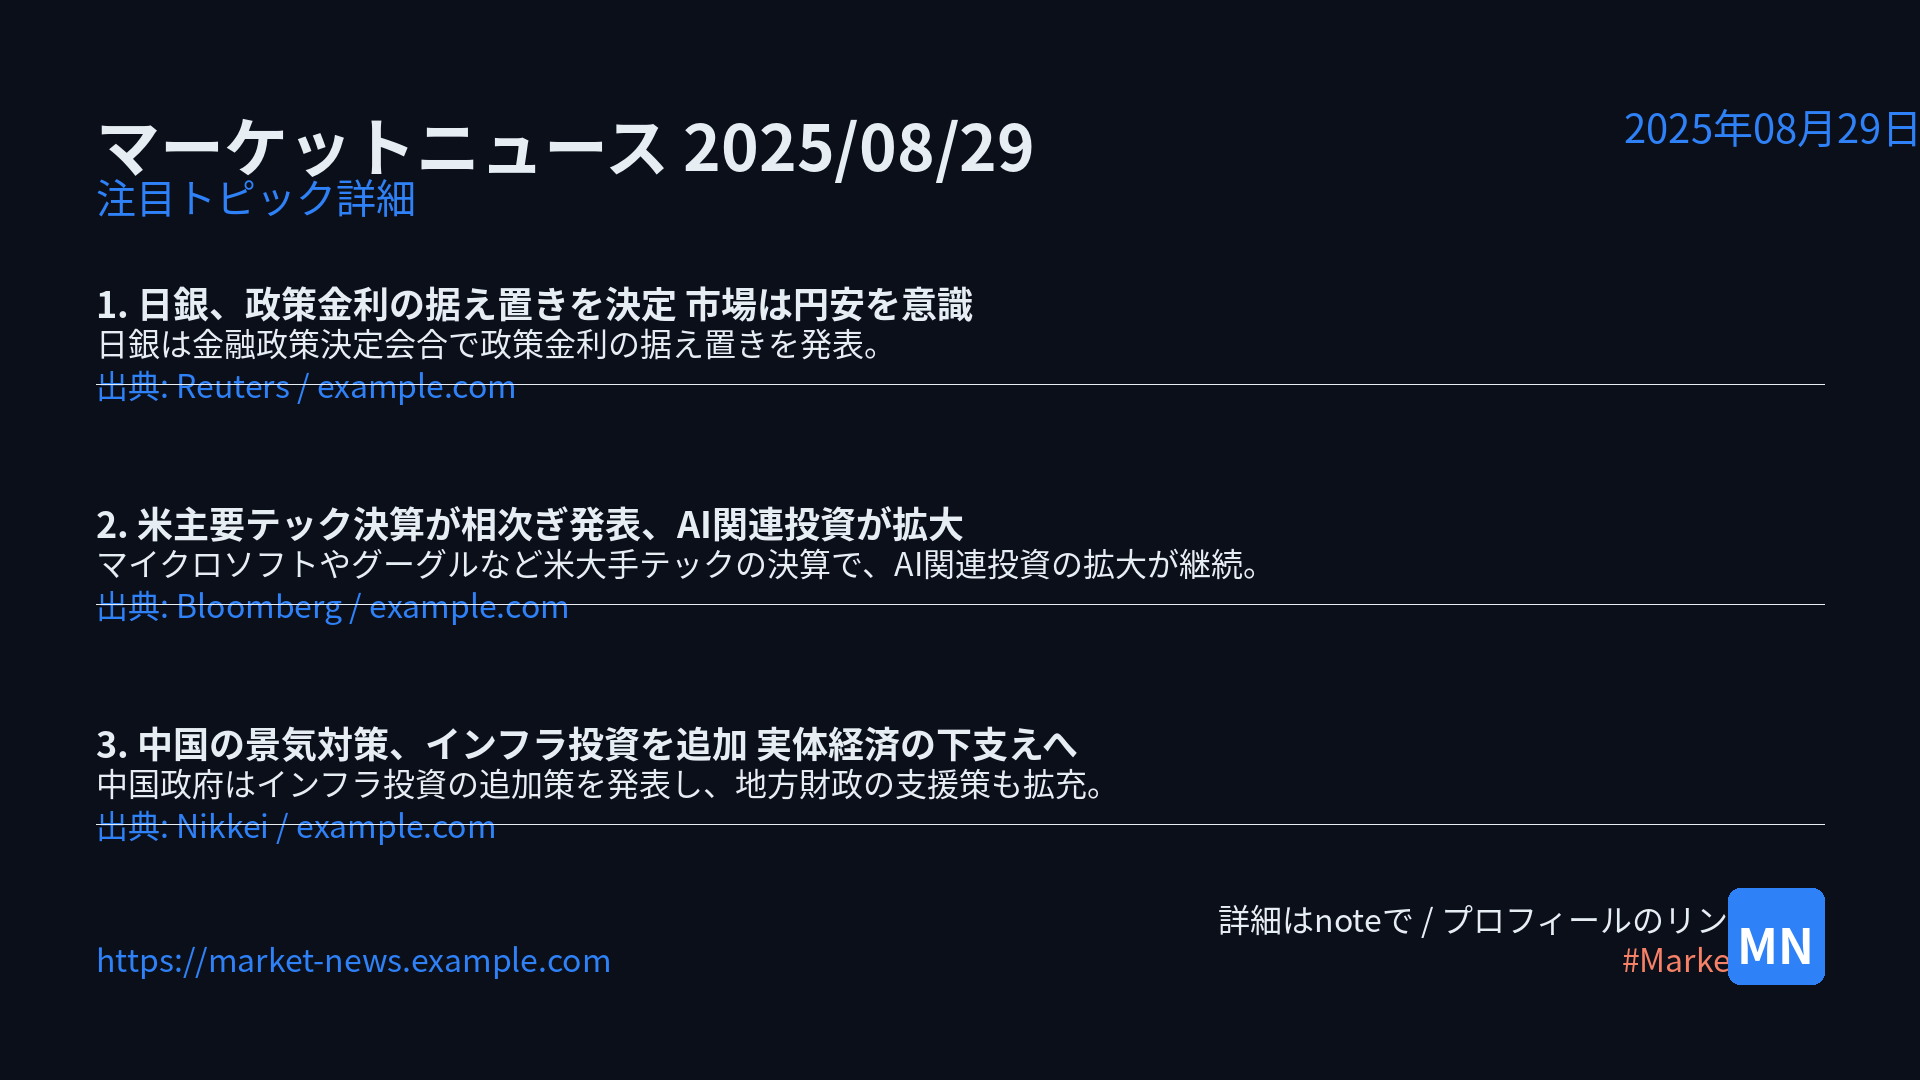 マーケットニュース 2025/08/29
2025年08月29日
注目トピック詳細
1. 日銀、政策金利の据え置きを決定 市場は円安を意識
日銀は金融政策決定会合で政策金利の据え置きを発表。
出典: Reuters / example.com
2. 米主要テック決算が相次ぎ発表、AI関連投資が拡大
マイクロソフトやグーグルなど米大手テックの決算で、AI関連投資の拡大が継続。
出典: Bloomberg / example.com
3. 中国の景気対策、インフラ投資を追加 実体経済の下支えへ
中国政府はインフラ投資の追加策を発表し、地方財政の支援策も拡充。
出典: Nikkei / example.com
詳細はnoteで / プロフィールのリン
https://market-news.example.com
#Marke
MN